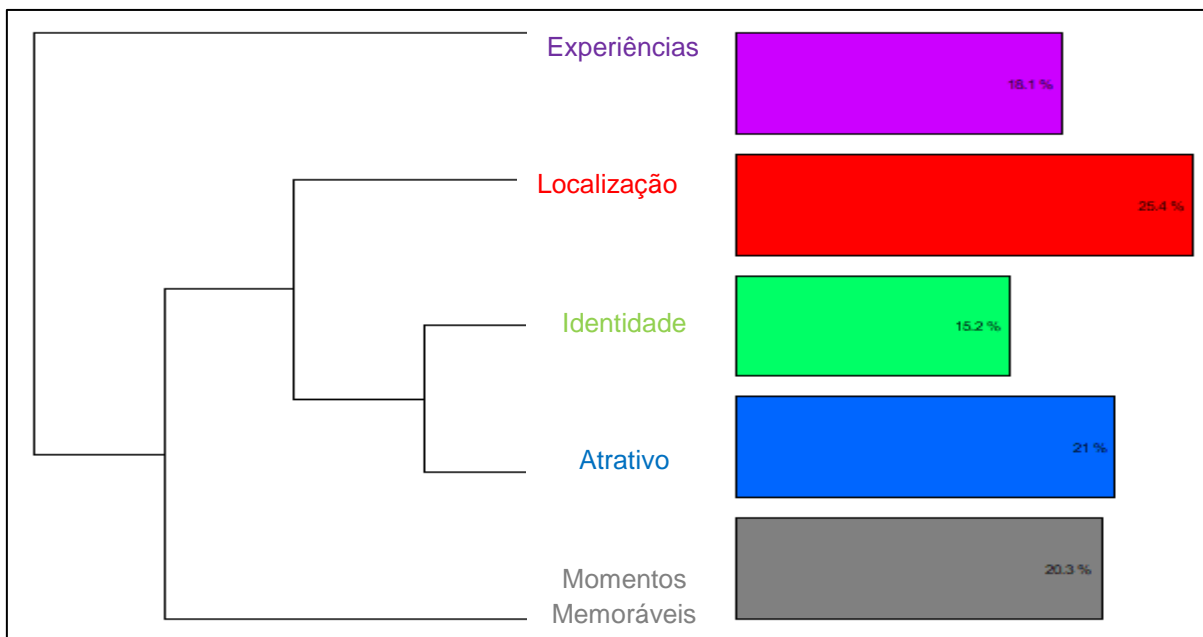 Experiências
18.1 %
Localização
25.4 %
Identidade
15.2 %
Atrativo
21 %
Momentos
Memoráveis
20.3 %